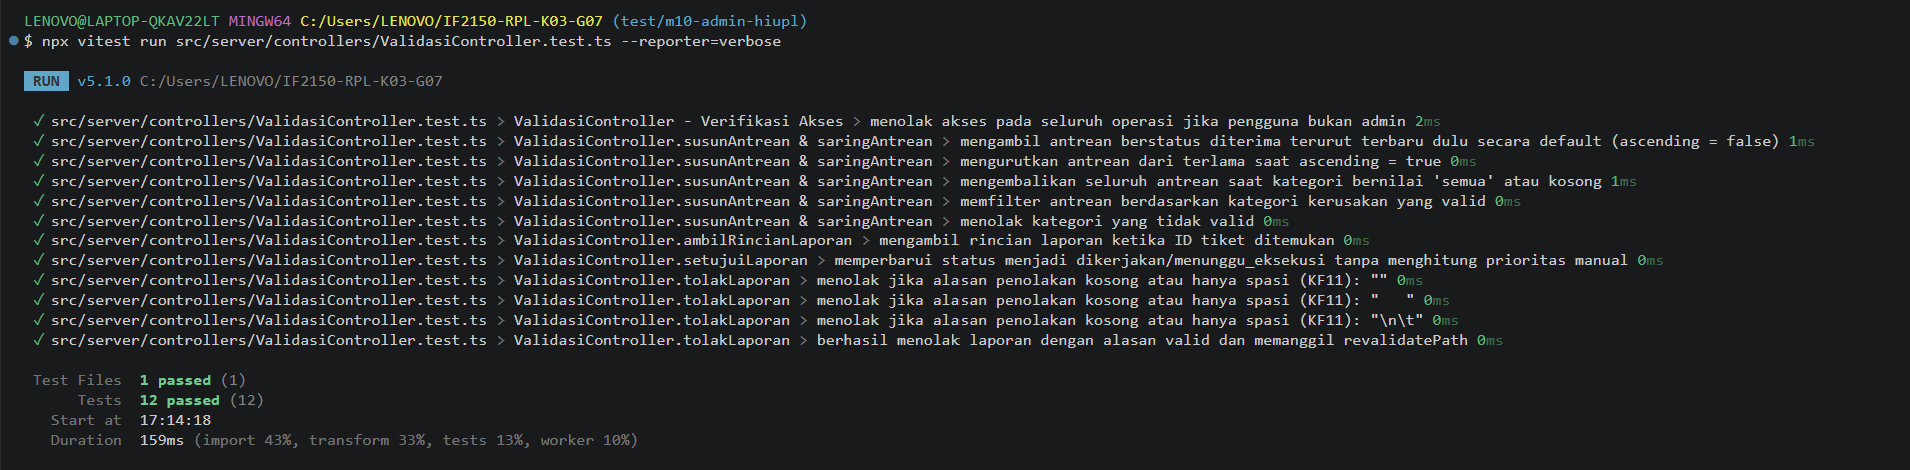 LENOVO@LAPTOP-QKAV22LT MINGW64 C:/Users/LENOVO/IF2150-RPL-K03-G07 (test/m10-admin-hiupl)
$ npx vitest run src/server/controllers/ValidasiController.test.ts --reporter=verbose
RUN v5.1.0 C:/Users/LENOVO/IF2150-RPL-K03-G07
✓ src/server/controllers/ValidasiController.test.ts > ValidasiController - Verifikasi Akses > menolak akses pada seluruh operasi jika pengguna bukan admin 2ms
✓ src/server/controllers/ValidasiController.test.ts > ValidasiController.susunAntrean & saringAntrean > mengambil antrean berstatus diterima terurut terbaru dulu secara default (ascending = false) 1ms
✓ src/server/controllers/ValidasiController.test.ts > ValidasiController.susunAntrean & saringAntrean > mengurutkan antrean dari terlama saat ascending = true 0ms
✓ src/server/controllers/ValidasiController.test.ts > ValidasiController.susunAntrean & saringAntrean > mengembalikan seluruh antrean saat kategori bernilai 'semua' atau kosong 1ms
✓ src/server/controllers/ValidasiController.test.ts > ValidasiController.susunAntrean & saringAntrean > memfilter antrean berdasarkan kategori kerusakan yang valid 0ms
✓ src/server/controllers/ValidasiController.test.ts > ValidasiController.susunAntrean & saringAntrean > menolak kategori yang tidak valid 0ms
✓ src/server/controllers/ValidasiController.test.ts > ValidasiController.ambilRincianLaporan > mengambil rincian laporan ketika ID tiket ditemukan 0ms
✓ src/server/controllers/ValidasiController.test.ts > ValidasiController.setujuiLaporan > memperbarui status menjadi dikerjakan/menunggu_eksekusi tanpa menghitung prioritas manual 0ms
✓ src/server/controllers/ValidasiController.test.ts > ValidasiController.tolakLaporan > menolak jika alasan penolakan kosong atau hanya spasi (KF11): "" 0ms
✓ src/server/controllers/ValidasiController.test.ts > ValidasiController.tolakLaporan > menolak jika alasan penolakan kosong atau hanya spasi (KF11): "   " 0ms
✓ src/server/controllers/ValidasiController.test.ts > ValidasiController.tolakLaporan > menolak jika alasan penolakan kosong atau hanya spasi (KF11): "\n\t" 0ms
✓ src/server/controllers/ValidasiController.test.ts > ValidasiController.tolakLaporan > berhasil menolak laporan dengan alasan valid dan memanggil revalidatePath 0ms
Test Files 1 passed (1)
Tests 12 passed (12)
Start at 17:14:18
Duration 159ms (import 43%, transform 33%, tests 13%, worker 10%)